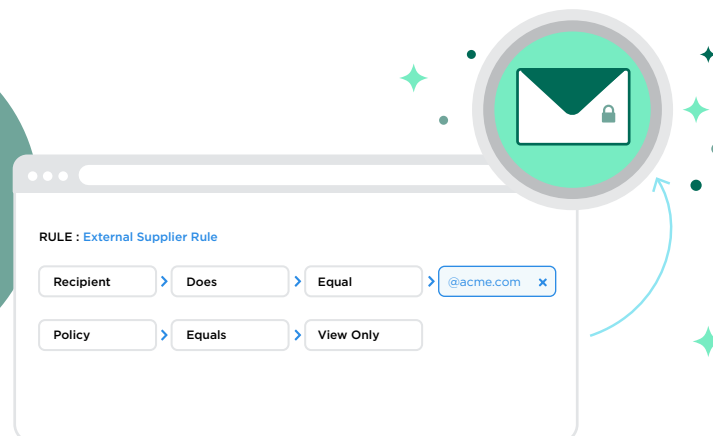 RULE : External Supplier Rule
Recipient Does Equal @acme.com ×
Policy Equals View Only